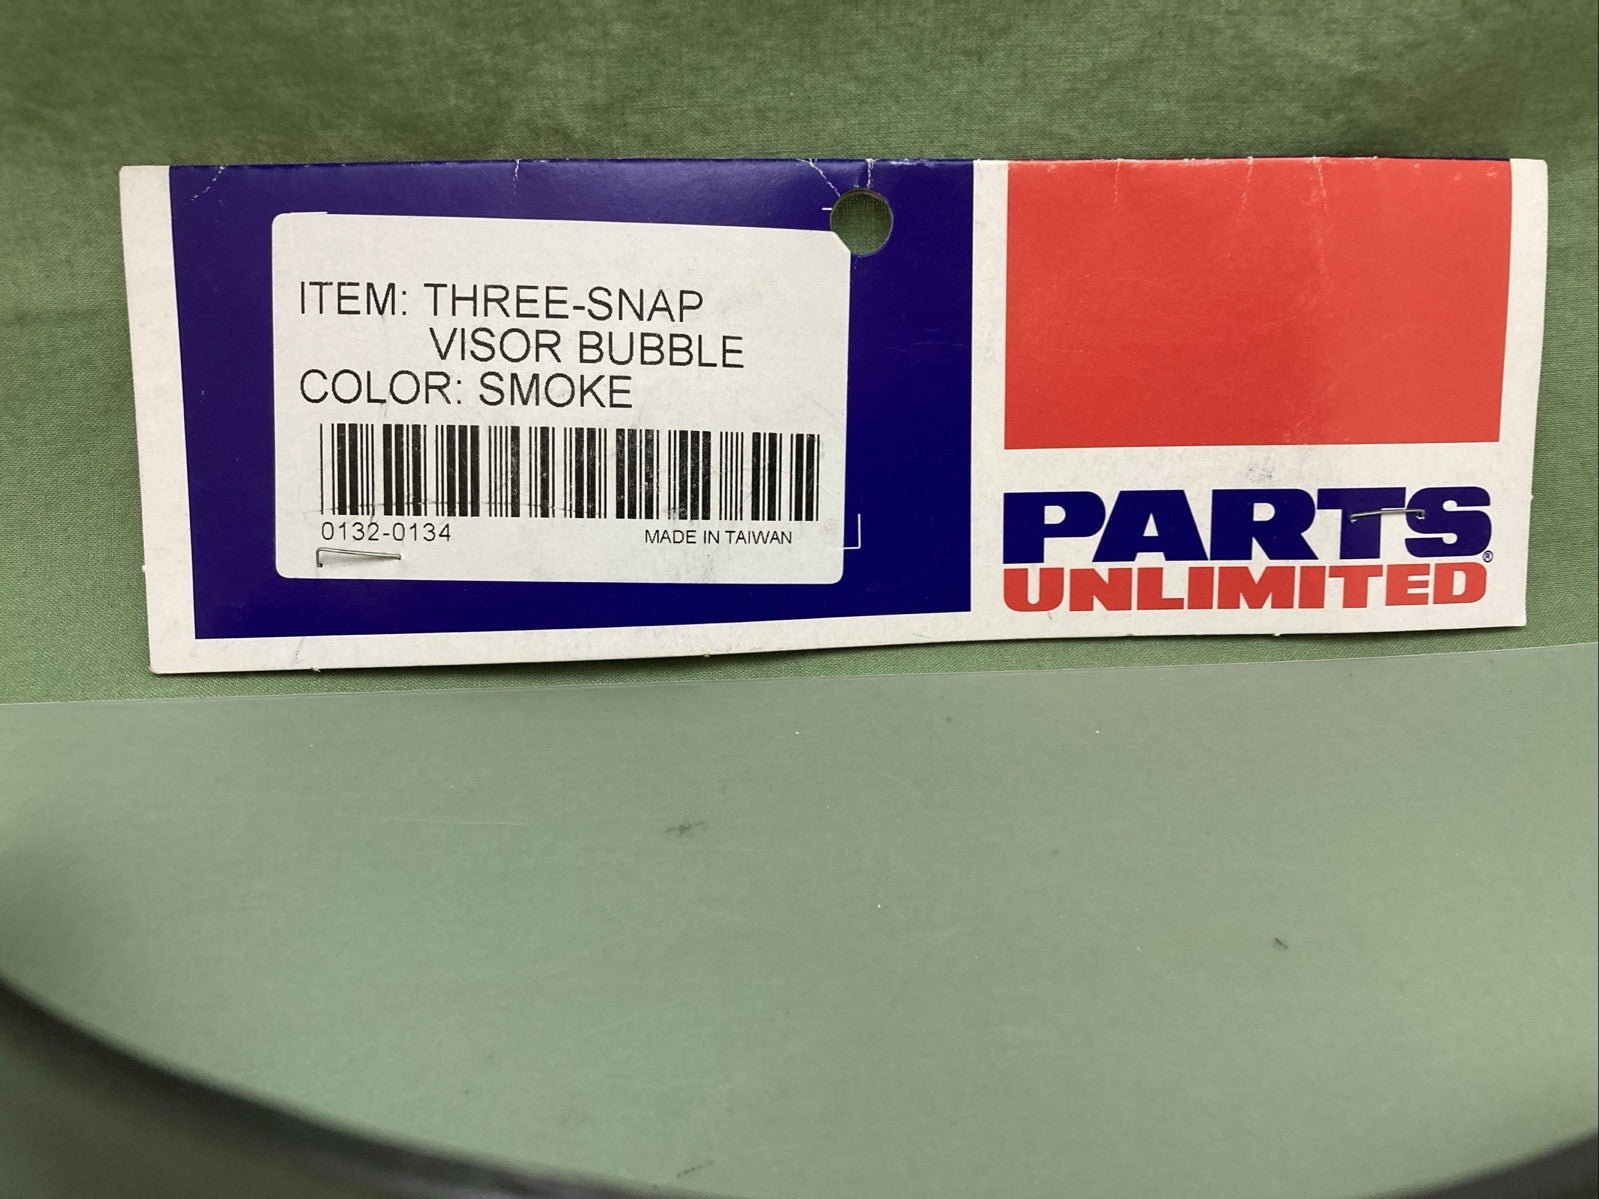 ITEM: THREE-SNAP
VISOR BUBBLE
COLOR: SMOKE
0132-0134
MADE IN TAIWAN
PARTS
UNLIMITED®